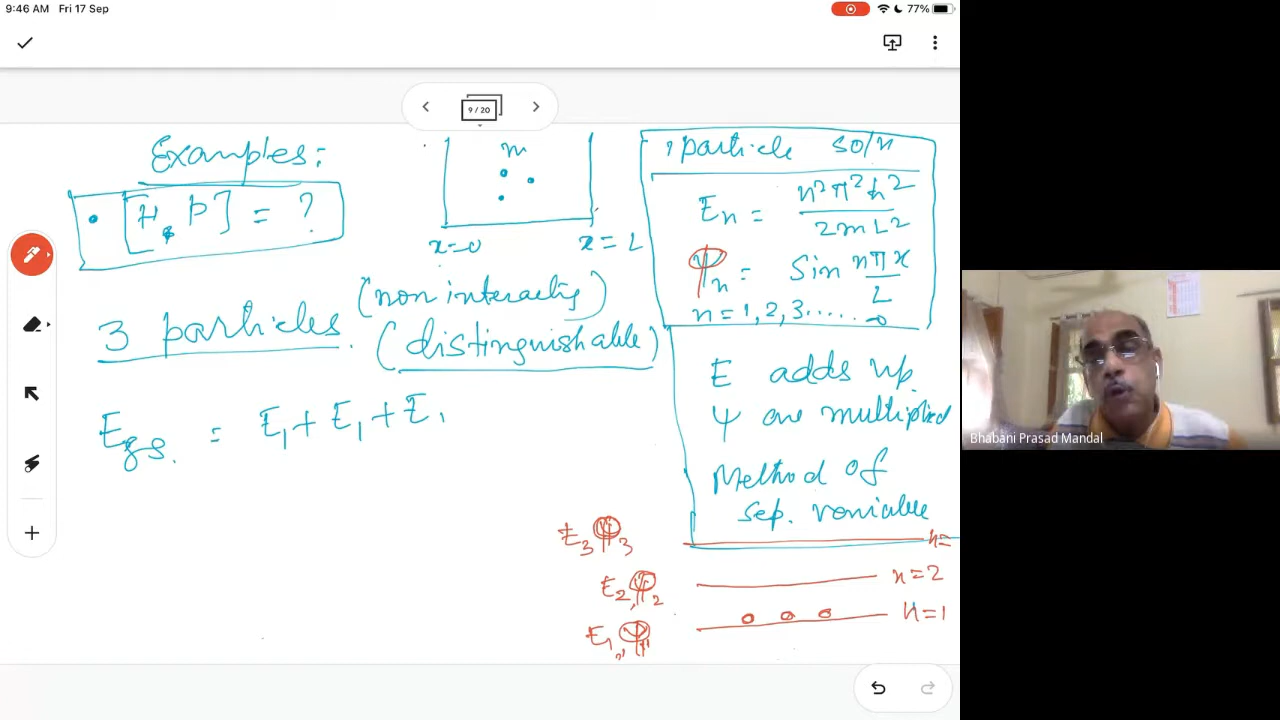 9:46 AM Fri 17 Sep
77%
9 / 20
Examples:
• [H, P] = ?
m
x=0
x = L
1 particle soln
En = n²π²ħ² / 2mL²
ψn = Sin nπx / L
n = 1, 2, 3.....
3 particles. (non interactig)
(distinguishable)
E adds up.
ψ are multiplied
Egs. = E1 + E1 + E1
Method of
sep. variable
E3 ψ3 n=
E2, ψ2 n=2
E1, ψ1 n=1
Bhabani Prasad Mandal